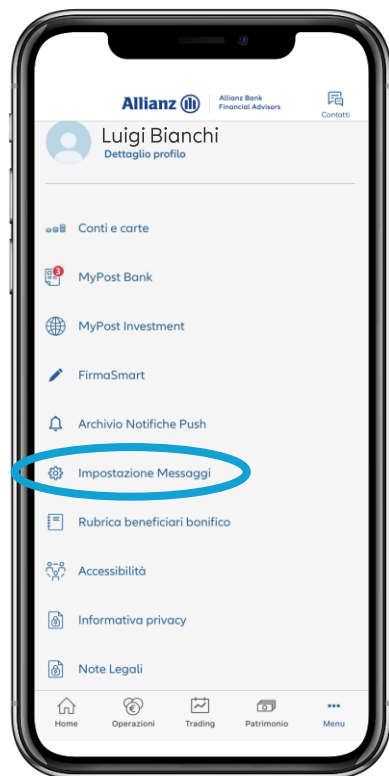 Allianz
Allianz Bank
Financial Advisors
Contatti
Luigi Bianchi
Dettaglio profilo
Conti e carte
3
MyPost Bank
MyPost Investment
FirmaSmart
Archivio Notifiche Push
Impostazione Messaggi
Rubrica beneficiari bonifico
Accessibilità
Informativa privacy
Note Legali
Home Operazioni Trading Patrimonio Menu